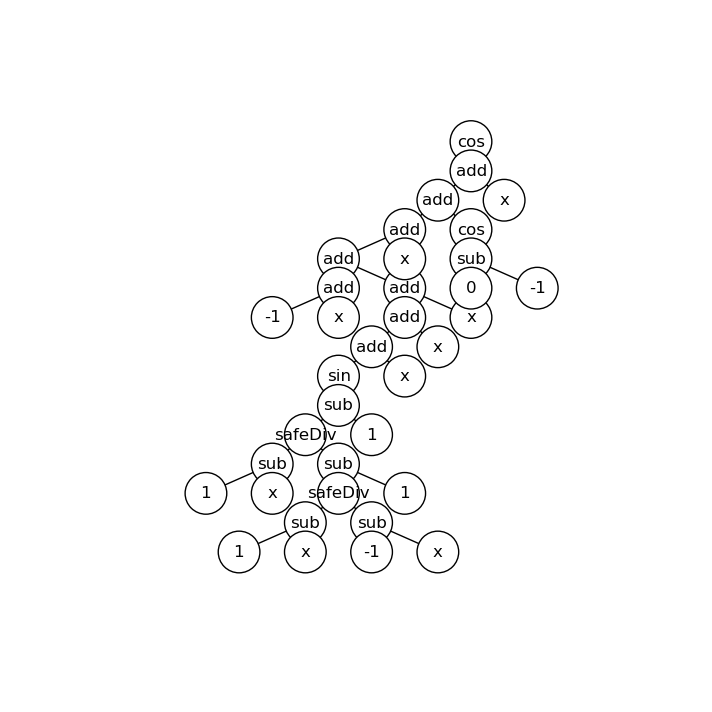 cos
add
add x
add cos
add x sub
add add 0 -1
-1 x add x
add x
sin x
sub
safeDiv 1
sub sub
1 x safeDiv 1
sub sub
1 x -1 x